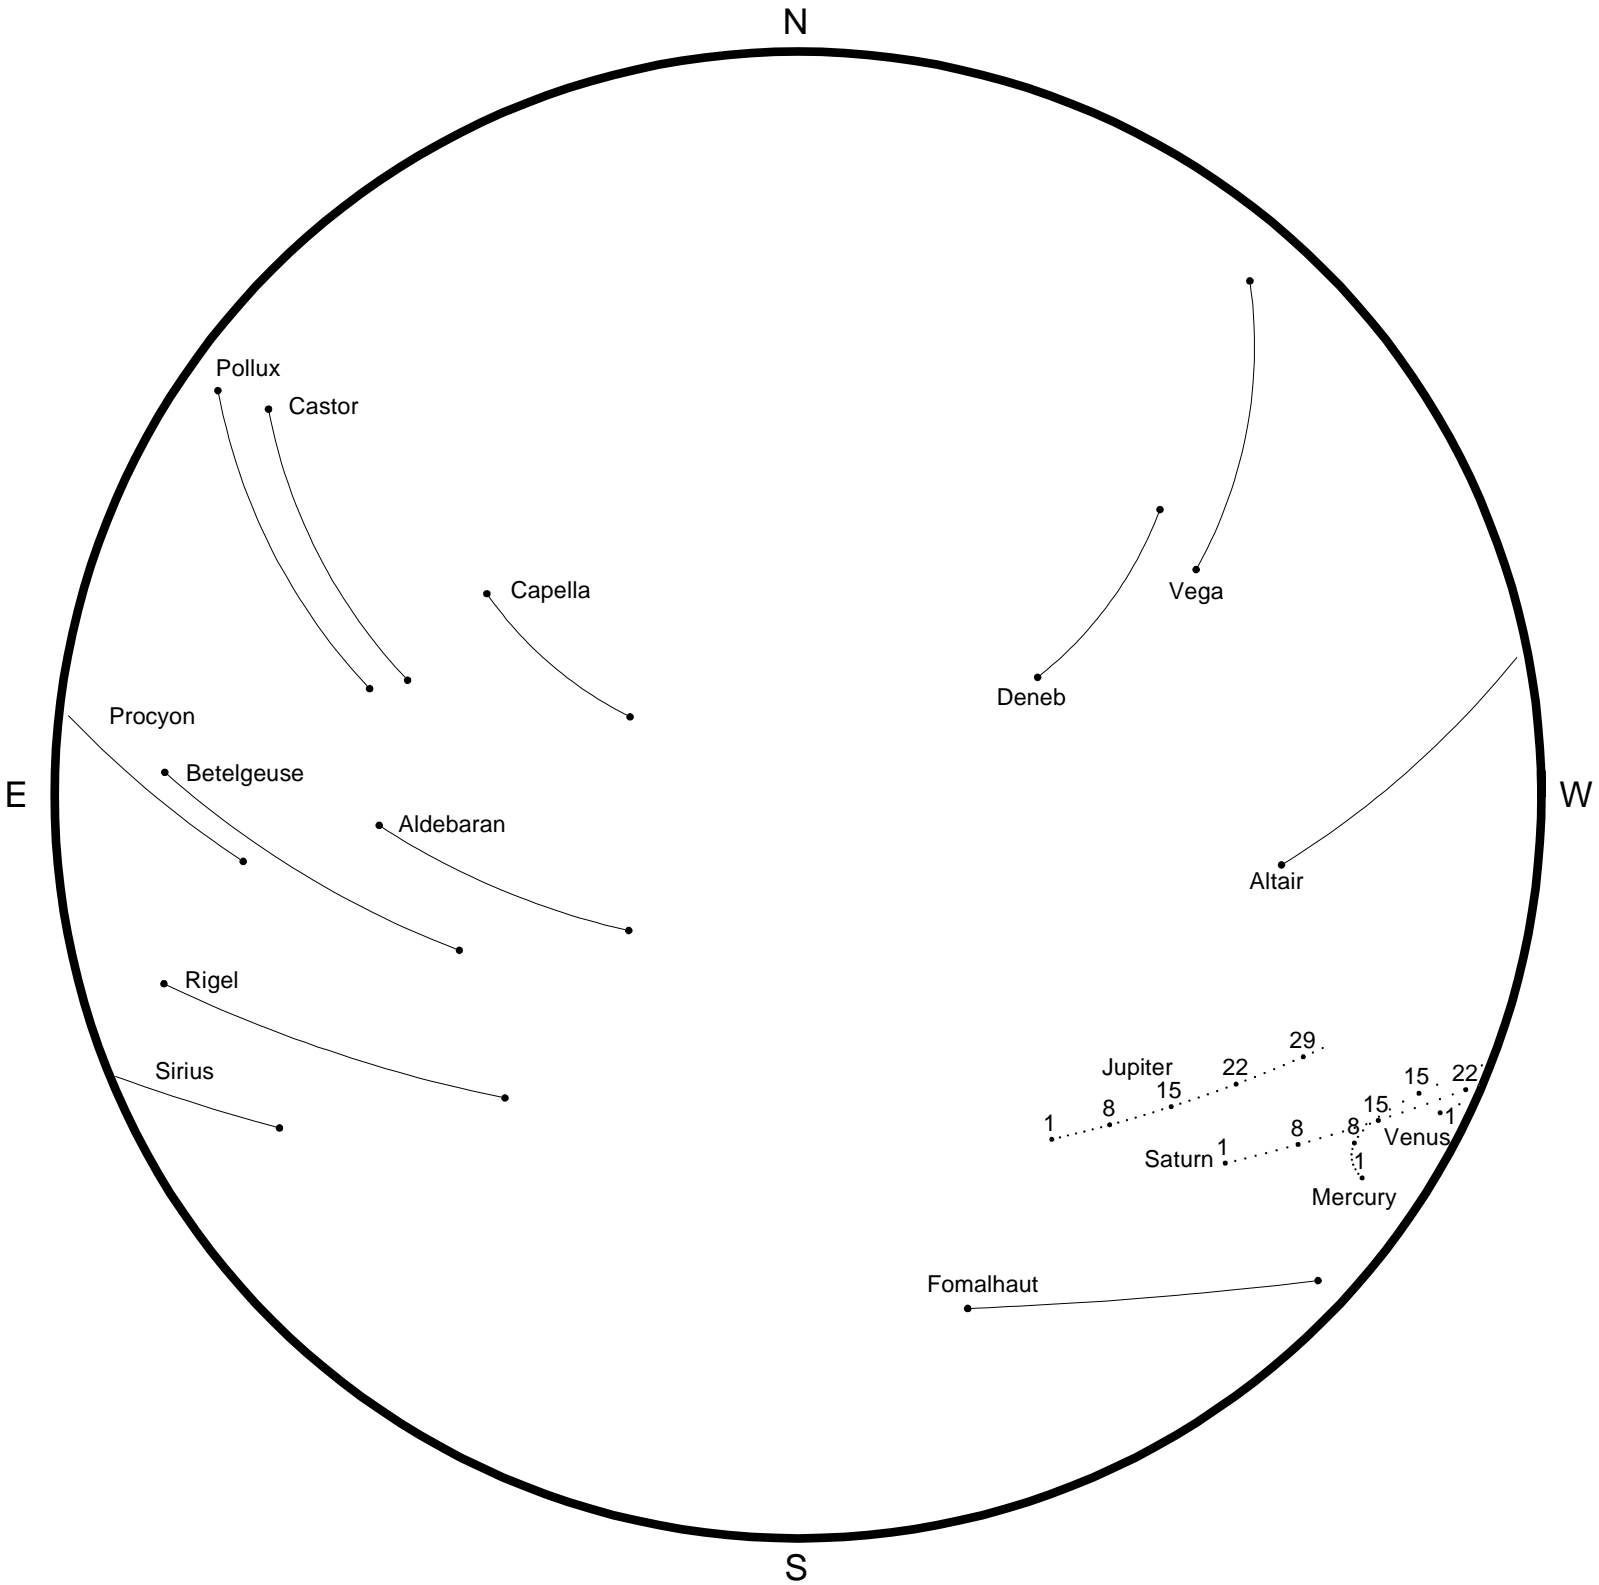 N
Pollux
Castor
Capella
Vega
Deneb
Procyon
Betelgeuse
E
W
Aldebaran
Altair
Rigel
Sirius
29
Jupiter
22
15
8
1
15
22
15
1
8
8
Venus
Saturn
1
1
Mercury
Fomalhaut
S